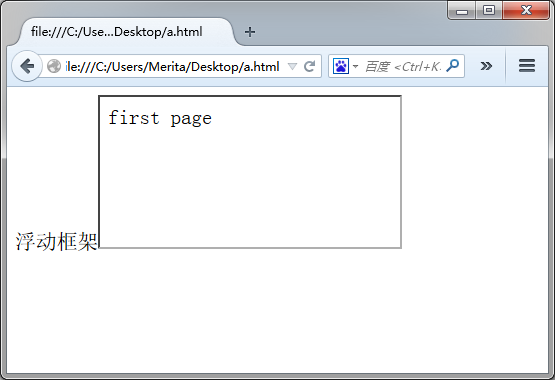 file:///C:/Use...Desktop/a.html
ile:///C:/Users/Merita/Desktop/a.html
百度 <Ctrl+K
first page
浮动框架